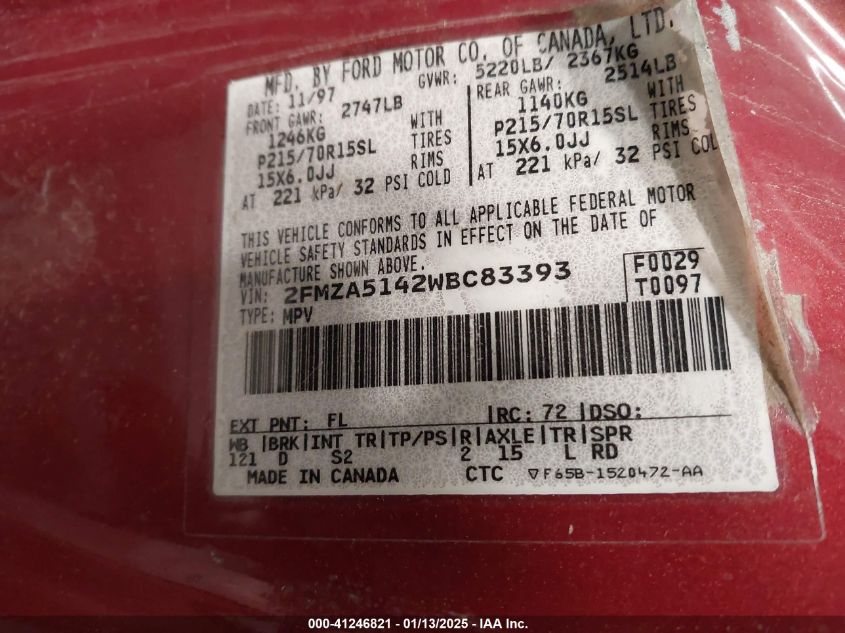 MFD. BY FORD MOTOR CO. OF CANADA, LTD.
DATE: 11/97 GVWR: 5220LB/ 2367KG
FRONT GAWR: 2747LB REAR GAWR: 2514LB
1246KG WITH 1140KG WITH
P215/70R15SL TIRES P215/70R15SL TIRES
15X6.0JJ RIMS 15X6.0JJ RIMS
AT 221 kPa/ 32 PSI COLD AT 221 kPa/ 32 PSI COL
THIS VEHICLE CONFORMS TO ALL APPLICABLE FEDERAL MOTOR
VEHICLE SAFETY STANDARDS IN EFFECT ON THE DATE OF
MANUFACTURE SHOWN ABOVE.
VIN: 2FMZA5142WBC83393 F0029
TYPE: MPV T0097
EXT PNT: FL |RC: 72 |DSO:
WB |BRK|INT TR|TP/PS|R|AXLE|TR|SPR
121 D S2 2 15 L RD
MADE IN CANADA CTC ▽F65B-1520472-AA
000-41246821 - 01/13/2025 - IAA Inc.